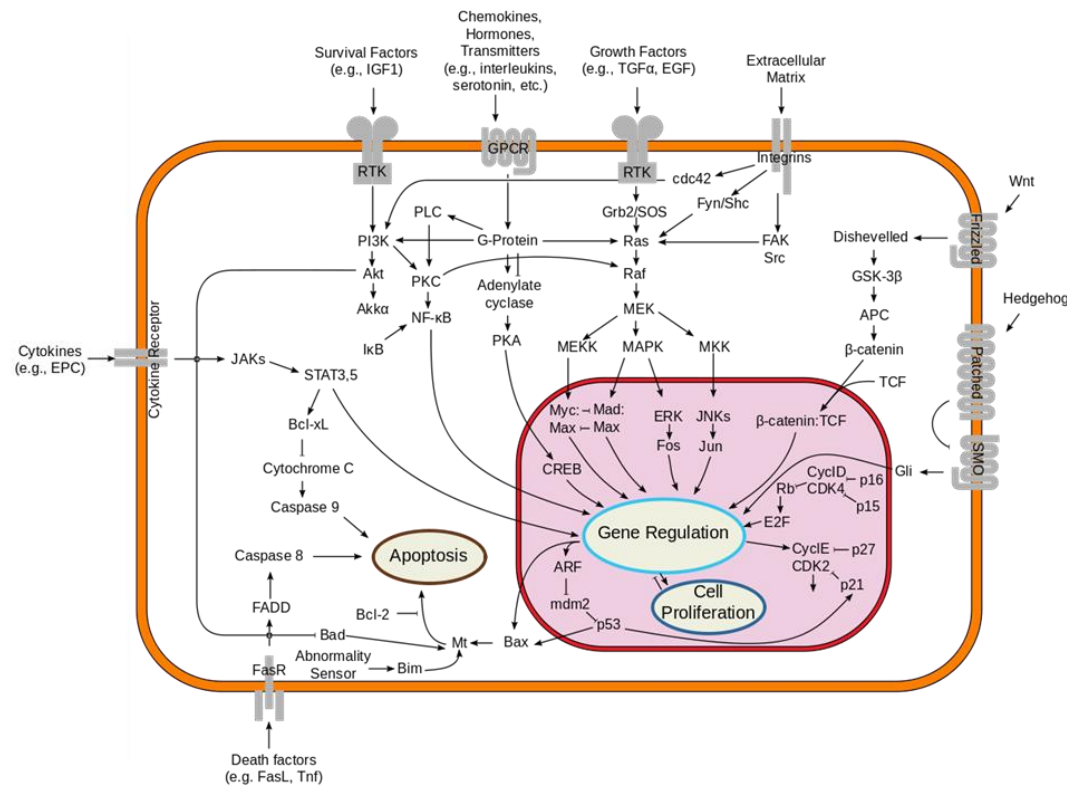 Chemokines,
Hormones,
Transmitters
(e.g., interleukins,
serotonin, etc.)
Survival Factors
(e.g., IGF1)
Growth Factors
(e.g., TGFα, EGF)
Extracellular
Matrix
RTK
GPCR
RTK
Integrins
cdc42
Fyn/Shc
Wnt
Frizzled
PLC
Grb2/SOS
PI3K
G-Protein
Ras
FAK
Src
Dishevelled
Akt
PKC
Adenylate
cyclase
Raf
GSK-3β
Hedgehog
Akkα
NF-κB
MEK
APC
IκB
PKA
MEKK
MAPK
MKK
β-catenin
Patched
Cytokines
(e.g., EPC)
Cytokine Receptor
JAKs
STAT3,5
TCF
Bcl-xL
Myc:
Max
Mad:
Max
ERK
JNKs
β-catenin:TCF
Fos
Jun
SMO
Cytochrome C
CREB
Gli
CycID
CDK4
p16
Rb
p15
Caspase 9
E2F
Gene Regulation
Apoptosis
Caspase 8
ARF
CyclE
CDK2
p27
p21
Cell
Proliferation
FADD
Bcl-2
mdm2
p53
Bad
Mt
Bax
FasR
Abnormality
Sensor
Bim
Death factors
(e.g. FasL, Tnf)